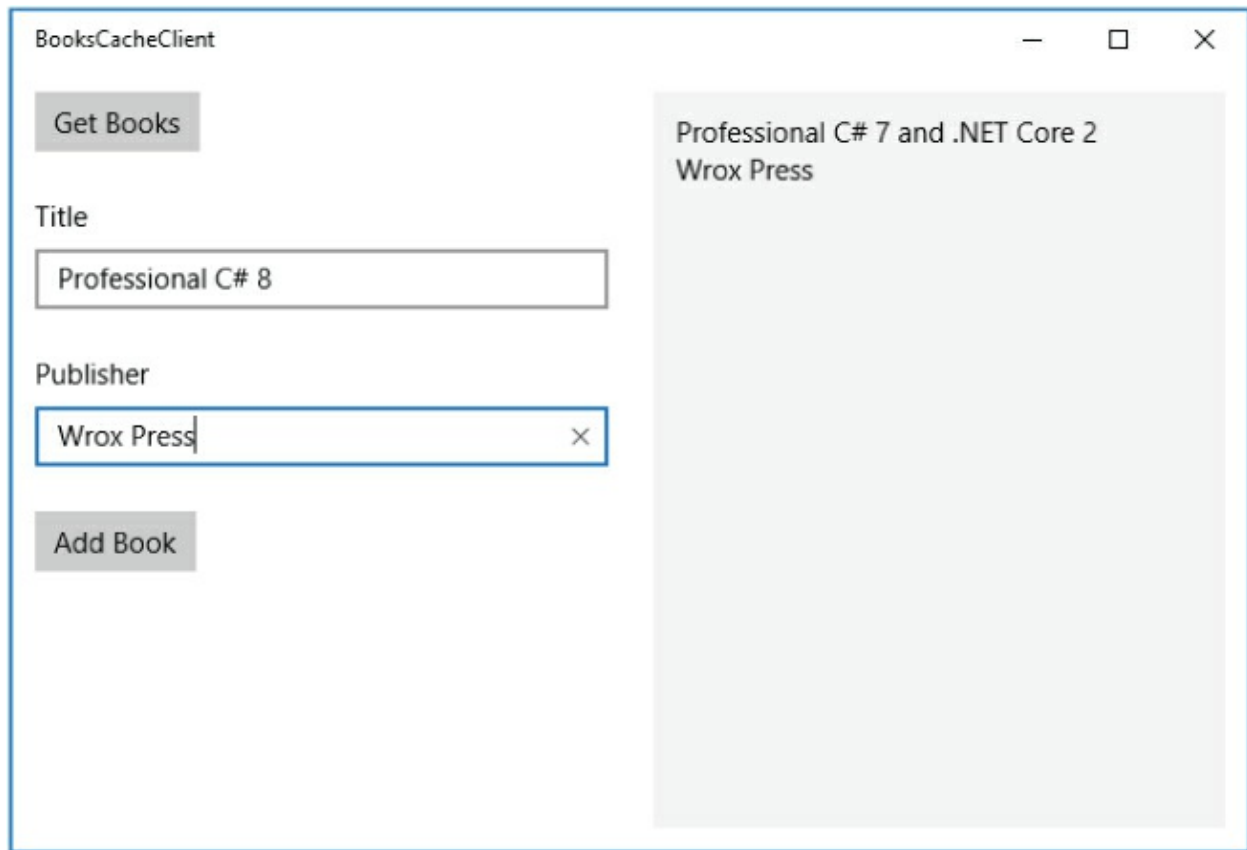 BooksCacheClient
Get Books
Title
Professional C# 8
Publisher
Wrox Press
Add Book
Professional C# 7 and .NET Core 2
Wrox Press